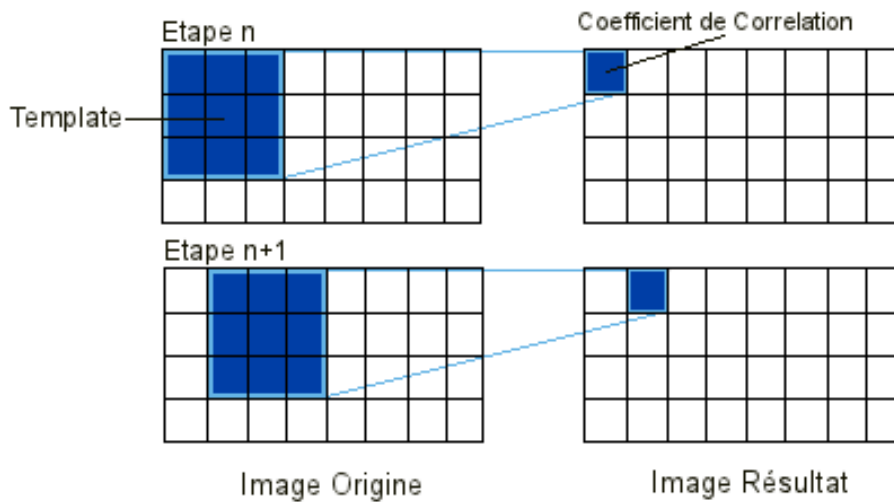 Etape n
Coefficient de Correlation
Template
Etape n+1
Image Origine
Image Résultat